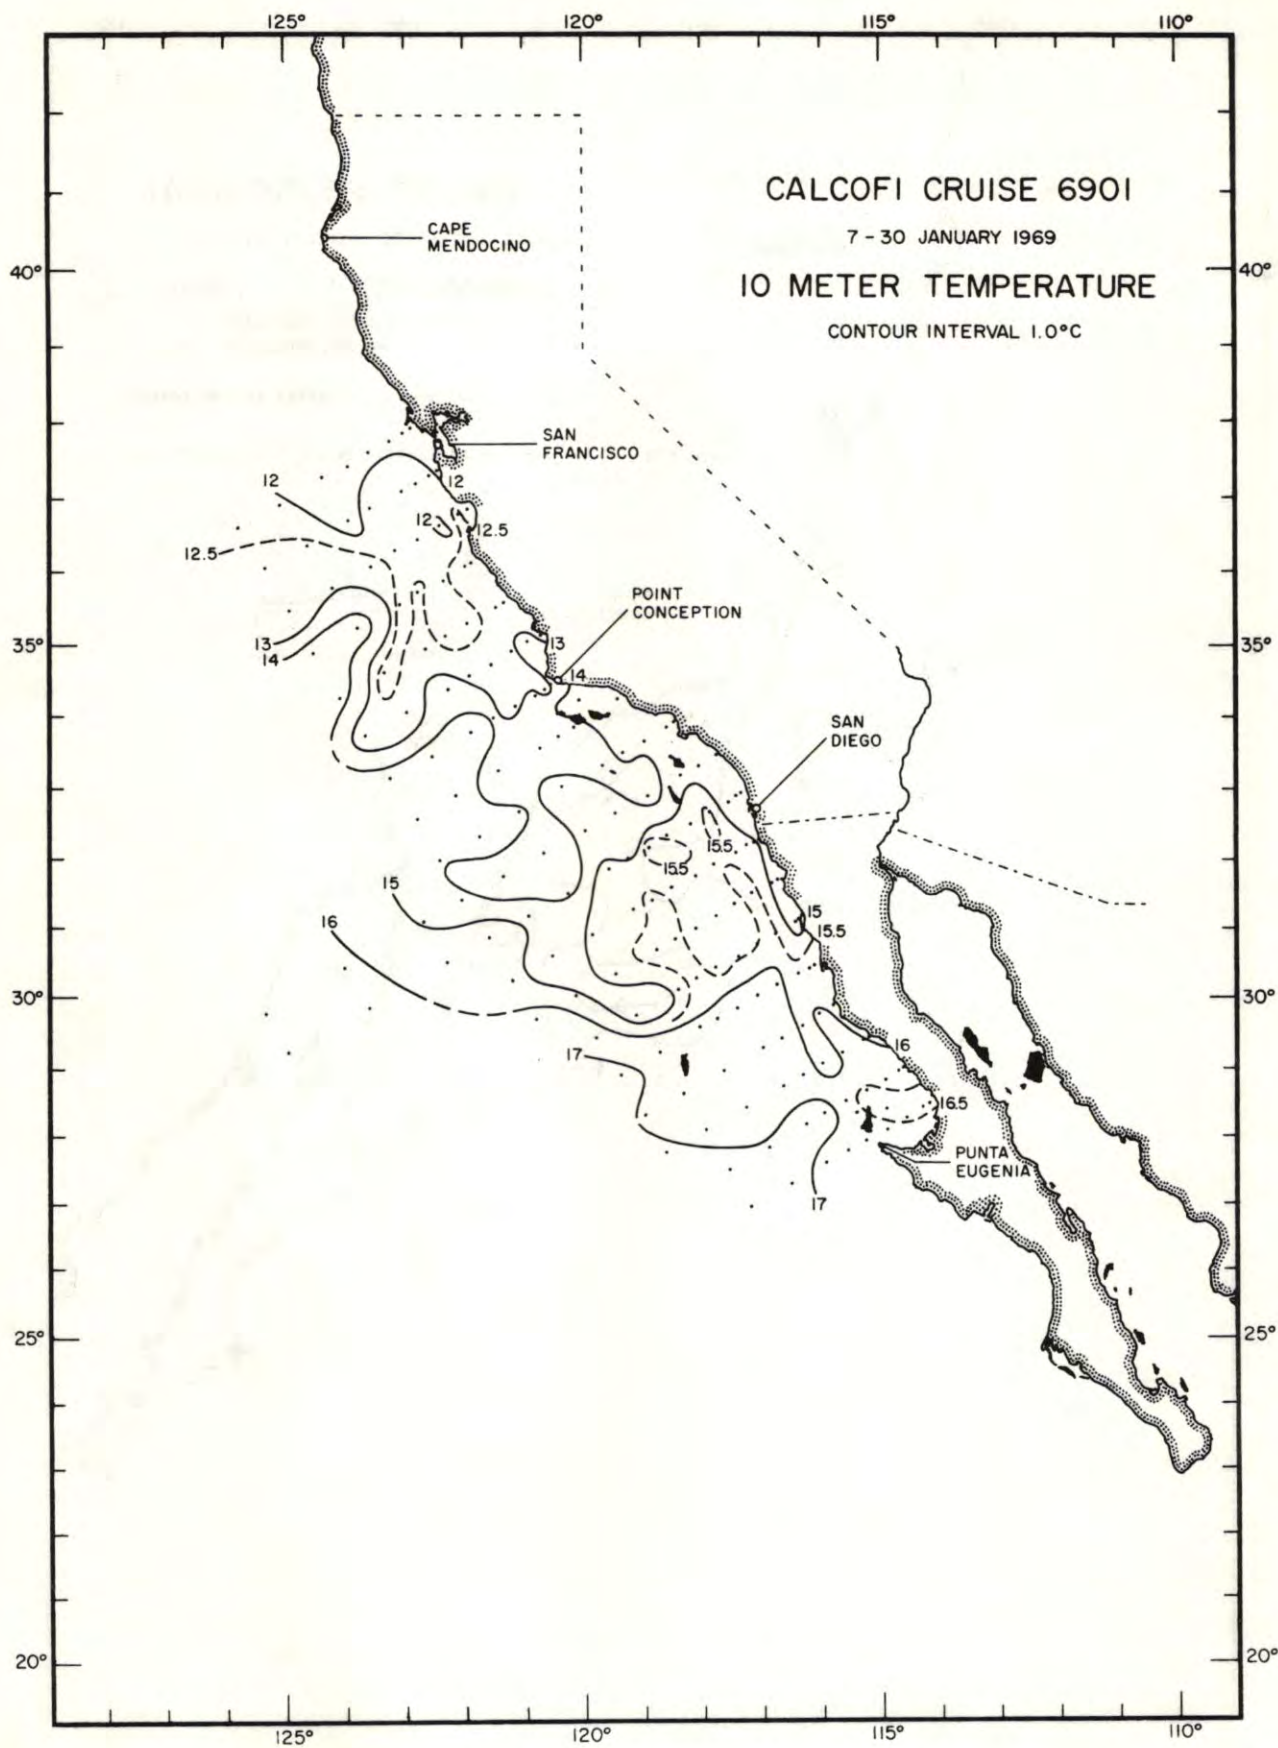 125° 120° 115° 110°
CALCOFI CRUISE 6901
7-30 JANUARY 1969
10 METER TEMPERATURE
CONTOUR INTERVAL 1.0°C
CAPE
MENDOCINO
40° 40°
SAN
FRANCISCO
12 12
12 12.5
12.5
POINT
CONCEPTION
13 13
14
35° 35°
14
SAN
DIEGO
15.5
15.5
15
15
16
15.5
30° 30°
16
17
16.5
PUNTA
EUGENIA
17
25° 25°
20° 20°
125° 120° 115° 110°